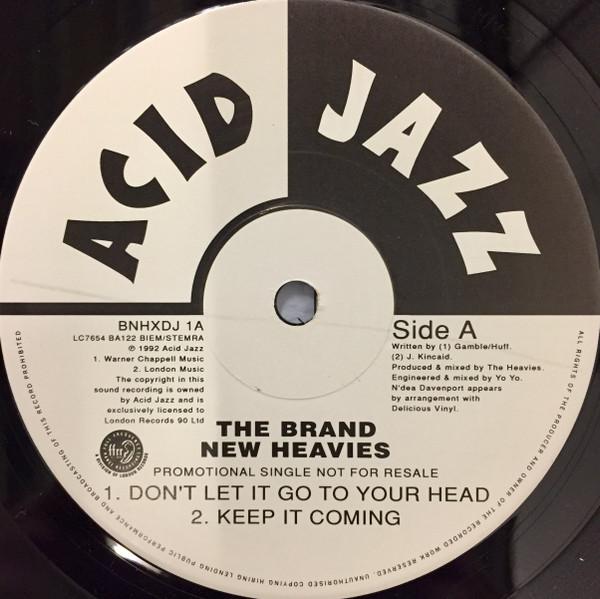 ACID JAZZ
BNHXDJ 1A
LC7654 BA122 BIEM/STEMRA
℗ 1992 Acid Jazz
1. Warner Chappell Music
2. London Music
The copyright in this
sound recording is owned
by Acid Jazz and is
exclusively licensed to
London Records 90 Ltd
Side A
Written by (1) Gamble/Huff.
(2) J. Kincaid.
Produced & mixed by The Heavies.
Engineered & mixed by Yo Yo.
N'dea Davenport appears
by arrangement with
Delicious Vinyl.
ffrr
A DIVISION OF LONDON RECORDS
THE BRAND
NEW HEAVIES
PROMOTIONAL SINGLE NOT FOR RESALE
1. DON'T LET IT GO TO YOUR HEAD
2. KEEP IT COMING
ALL RIGHTS OF THE PRODUCER AND OWNER OF THE RECORDED WORK RESERVED. UNAUTHORISED COPYING HIRING LENDING PUBLIC PERFORMANCE AND BROADCASTING OF THIS RECORD PROHIBITED